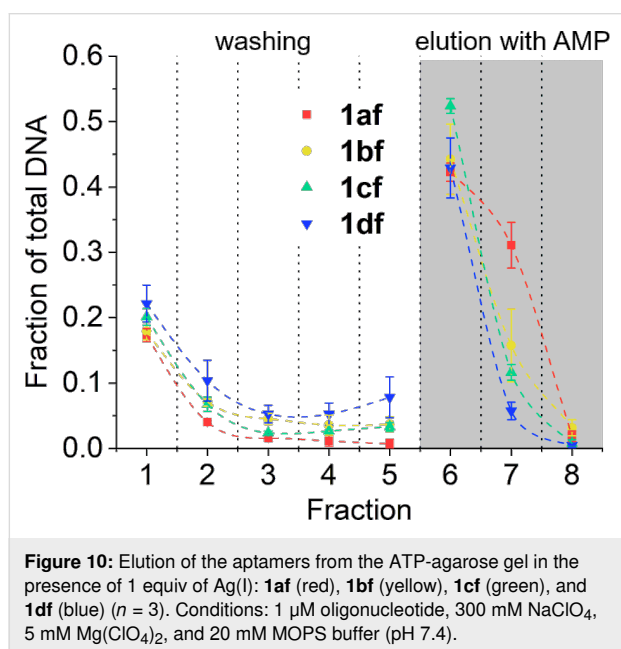 washing elution with AMP
0.6
0.5
0.4
0.3
0.2
0.1
0.0
Fraction of total DNA
1af
1bf
1cf
1df
1 2 3 4 5 6 7 8
Fraction
Figure 10: Elution of the aptamers from the ATP-agarose gel in the
presence of 1 equiv of Ag(I): 1af (red), 1bf (yellow), 1cf (green), and
1df (blue) (n = 3). Conditions: 1 µM oligonucleotide, 300 mM NaClO₄,
5 mM Mg(ClO₄)₂, and 20 mM MOPS buffer (pH 7.4).